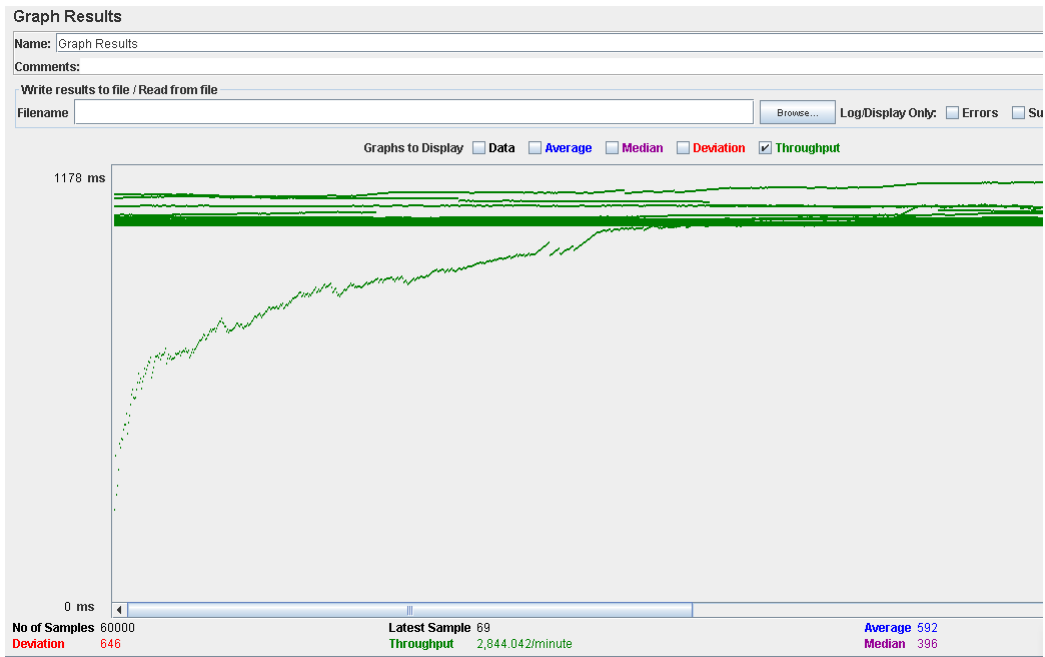 Graph Results
Name: Graph Results
Comments:
Write results to file / Read from file
Filename Browse... Log/Display Only: Errors Su
Graphs to Display Data Average Median Deviation Throughput
1178 ms
0 ms
No of Samples 60000 Latest Sample 69 Average 592
Deviation 646 Throughput 2,844.042/minute Median 396